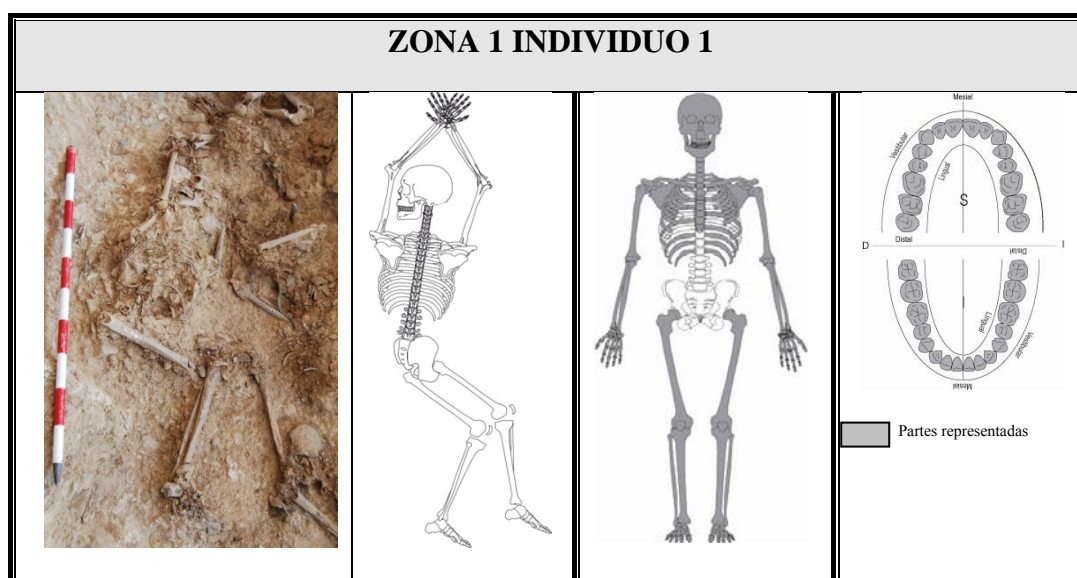 ZONA 1 INDIVIDUO 1
Mesial
Vestibular
Lingual
S
Distal
D
I
Distal
I
Lingual
Vestibular
Mesial
Partes representadas